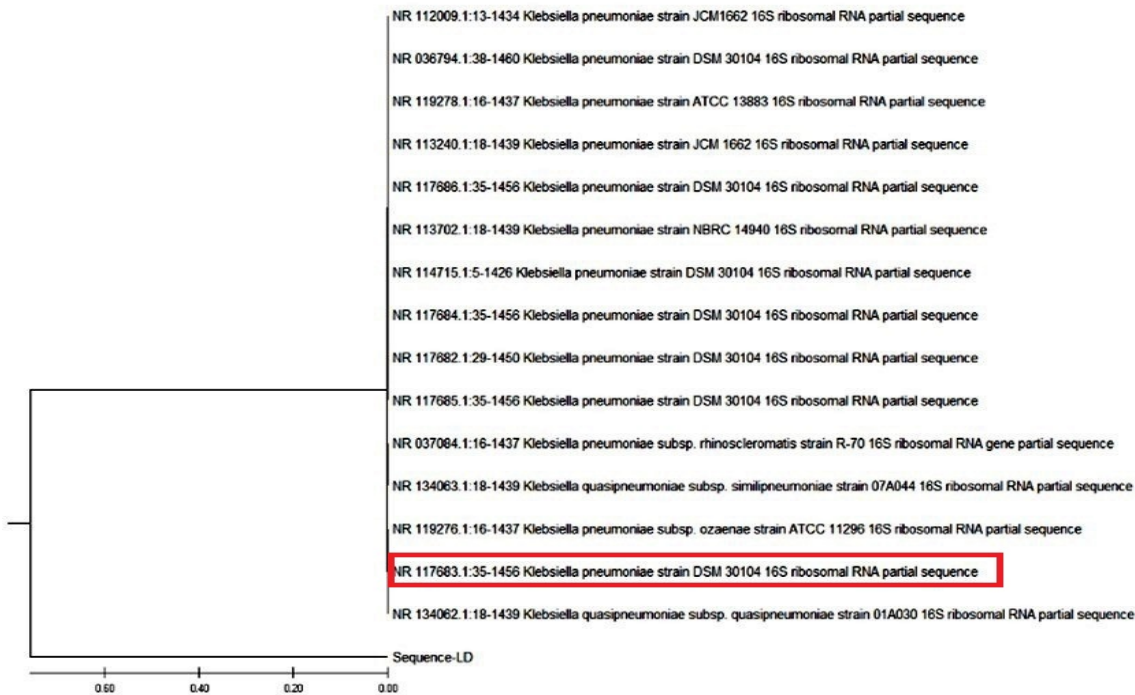 NR 112009.1:13-1434 Klebsiella pneumoniae strain JCM1662 16S ribosomal RNA partial sequence
NR 036794.1:38-1460 Klebsiella pneumoniae strain DSM 30104 16S ribosomal RNA partial sequence
NR 119278.1:16-1437 Klebsiella pneumoniae strain ATCC 13883 16S ribosomal RNA partial sequence
NR 113240.1:18-1439 Klebsiella pneumoniae strain JCM 1662 16S ribosomal RNA partial sequence
NR 117686.1:35-1456 Klebsiella pneumoniae strain DSM 30104 16S ribosomal RNA partial sequence
NR 113702.1:18-1439 Klebsiella pneumoniae strain NBRC 14940 16S ribosomal RNA partial sequence
NR 114715.1:5-1426 Klebsiella pneumoniae strain DSM 30104 16S ribosomal RNA partial sequence
NR 117684.1:35-1456 Klebsiella pneumoniae strain DSM 30104 16S ribosomal RNA partial sequence
NR 117682.1:29-1450 Klebsiella pneumoniae strain DSM 30104 16S ribosomal RNA partial sequence
NR 117685.1:35-1456 Klebsiella pneumoniae strain DSM 30104 16S ribosomal RNA partial sequence
NR 037084.1:16-1437 Klebsiella pneumoniae subsp. rhinoscleromatis strain R-70 16S ribosomal RNA gene partial sequence
NR 134063.1:18-1439 Klebsiella quasipneumoniae subsp. similipneumoniae strain 07A044 16S ribosomal RNA partial sequence
NR 119276.1:16-1437 Klebsiella pneumoniae subsp. ozaenae strain ATCC 11296 16S ribosomal RNA partial sequence
NR 117683.1:35-1456 Klebsiella pneumoniae strain DSM 30104 16S ribosomal RNA partial sequence
NR 134062.1:18-1439 Klebsiella quasipneumoniae subsp. quasipneumoniae strain 01A030 16S ribosomal RNA partial sequence
Sequence-LD
0.60 0.40 0.20 0.00